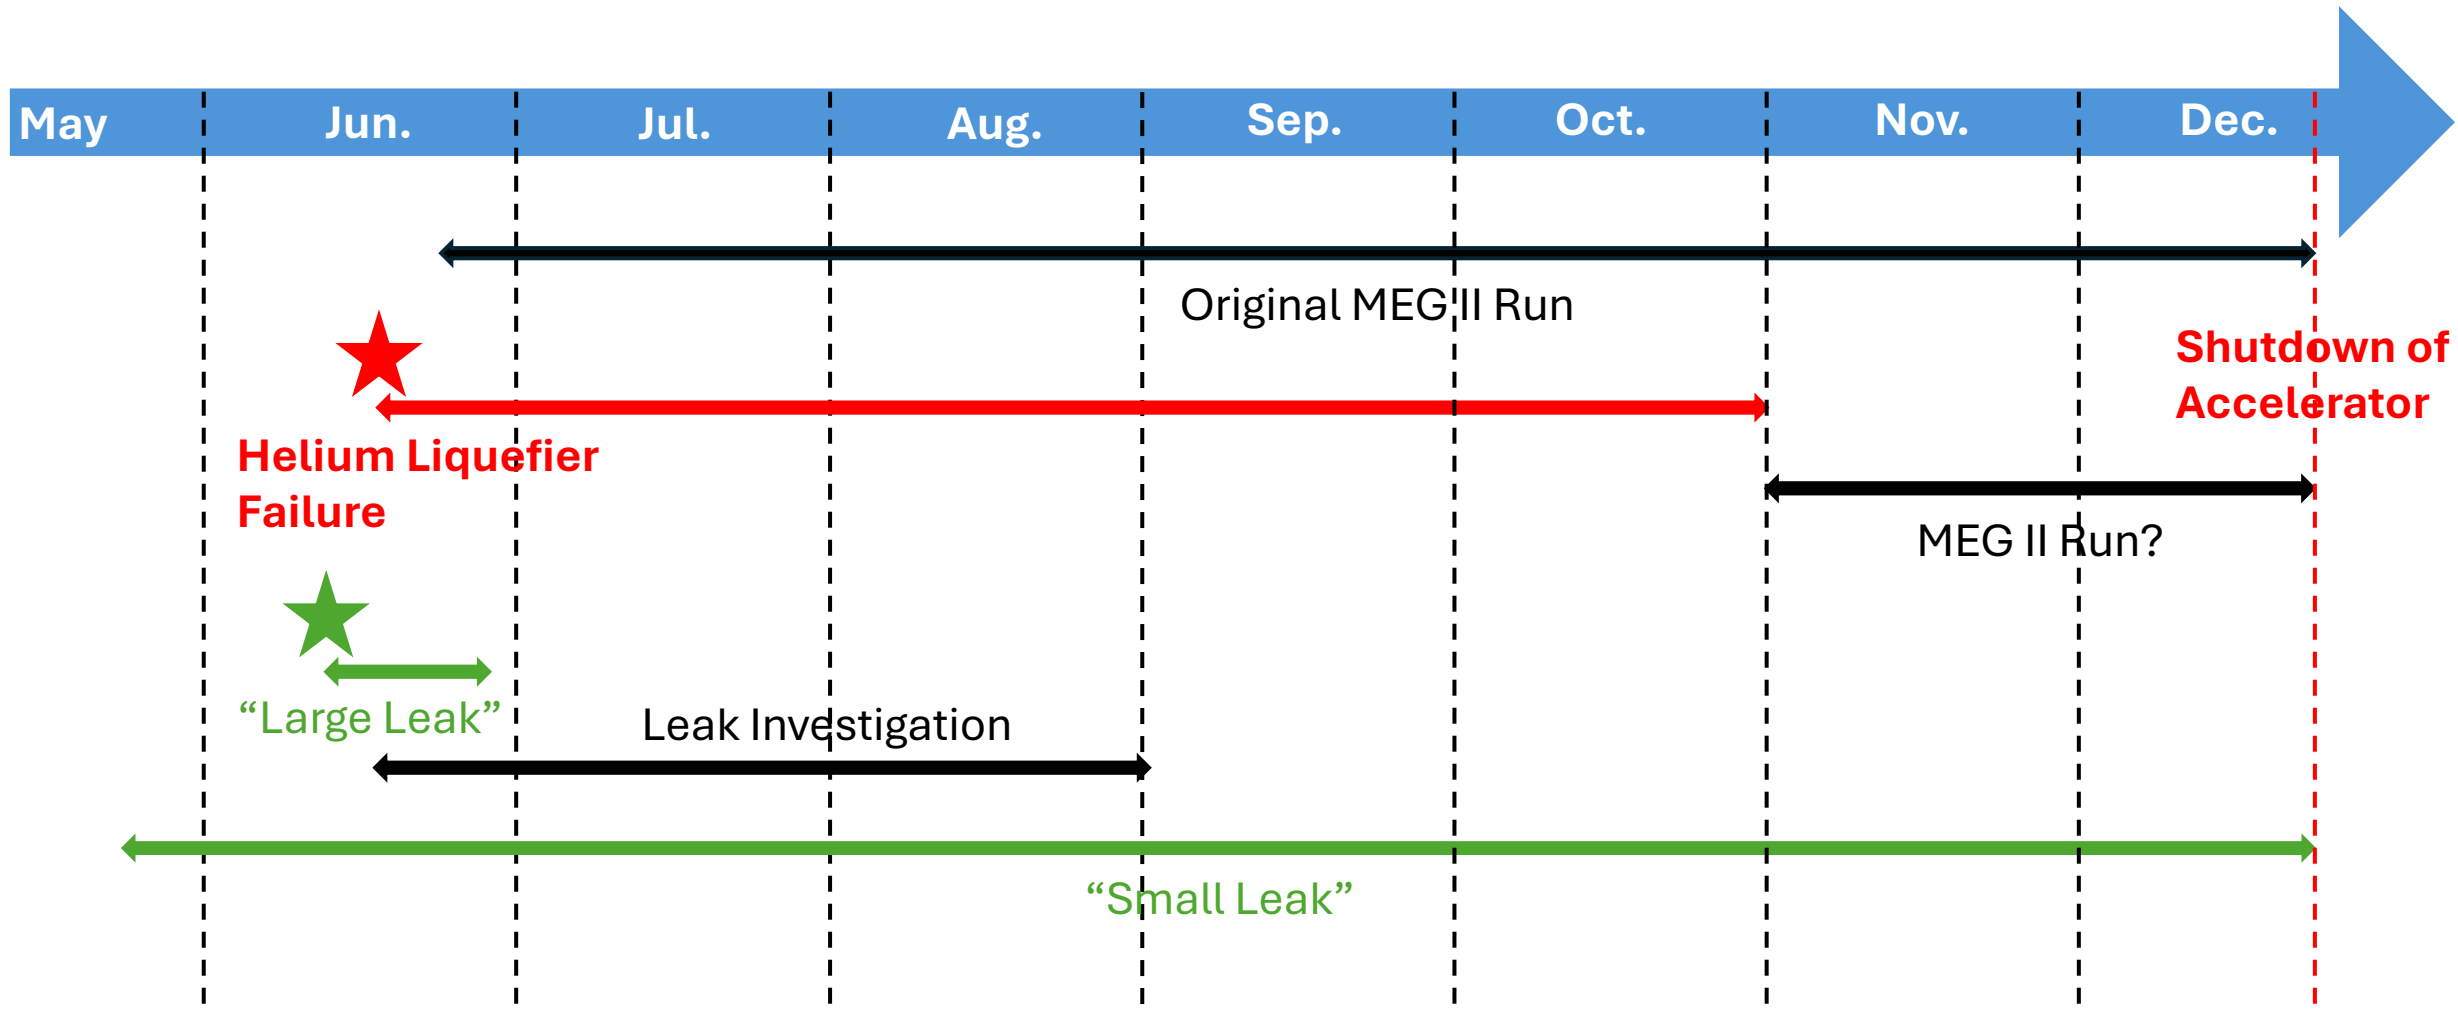 May
Jun.
Jul.
Aug.
Sep.
Oct.
Nov.
Dec.
Original MEG II Run
Shutdown of
Accelerator
Helium Liquefier
Failure
MEG II Run?
“Large Leak”
Leak Investigation
“Small Leak”